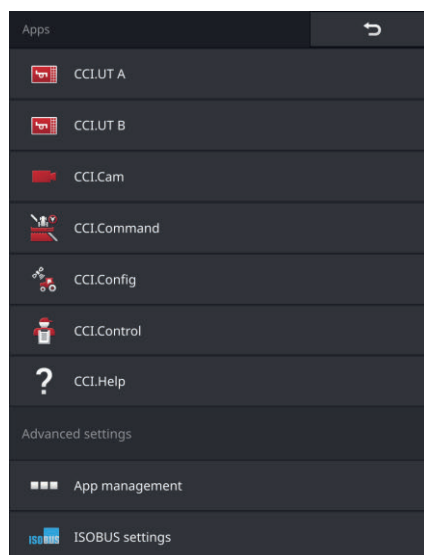 Apps
CCI.UT A
CCI.UT B
CCI.Cam
CCI.Command
CCI.Config
CCI.Control
? CCI.Help
Advanced settings
App management
ISOBUS ISOBUS settings